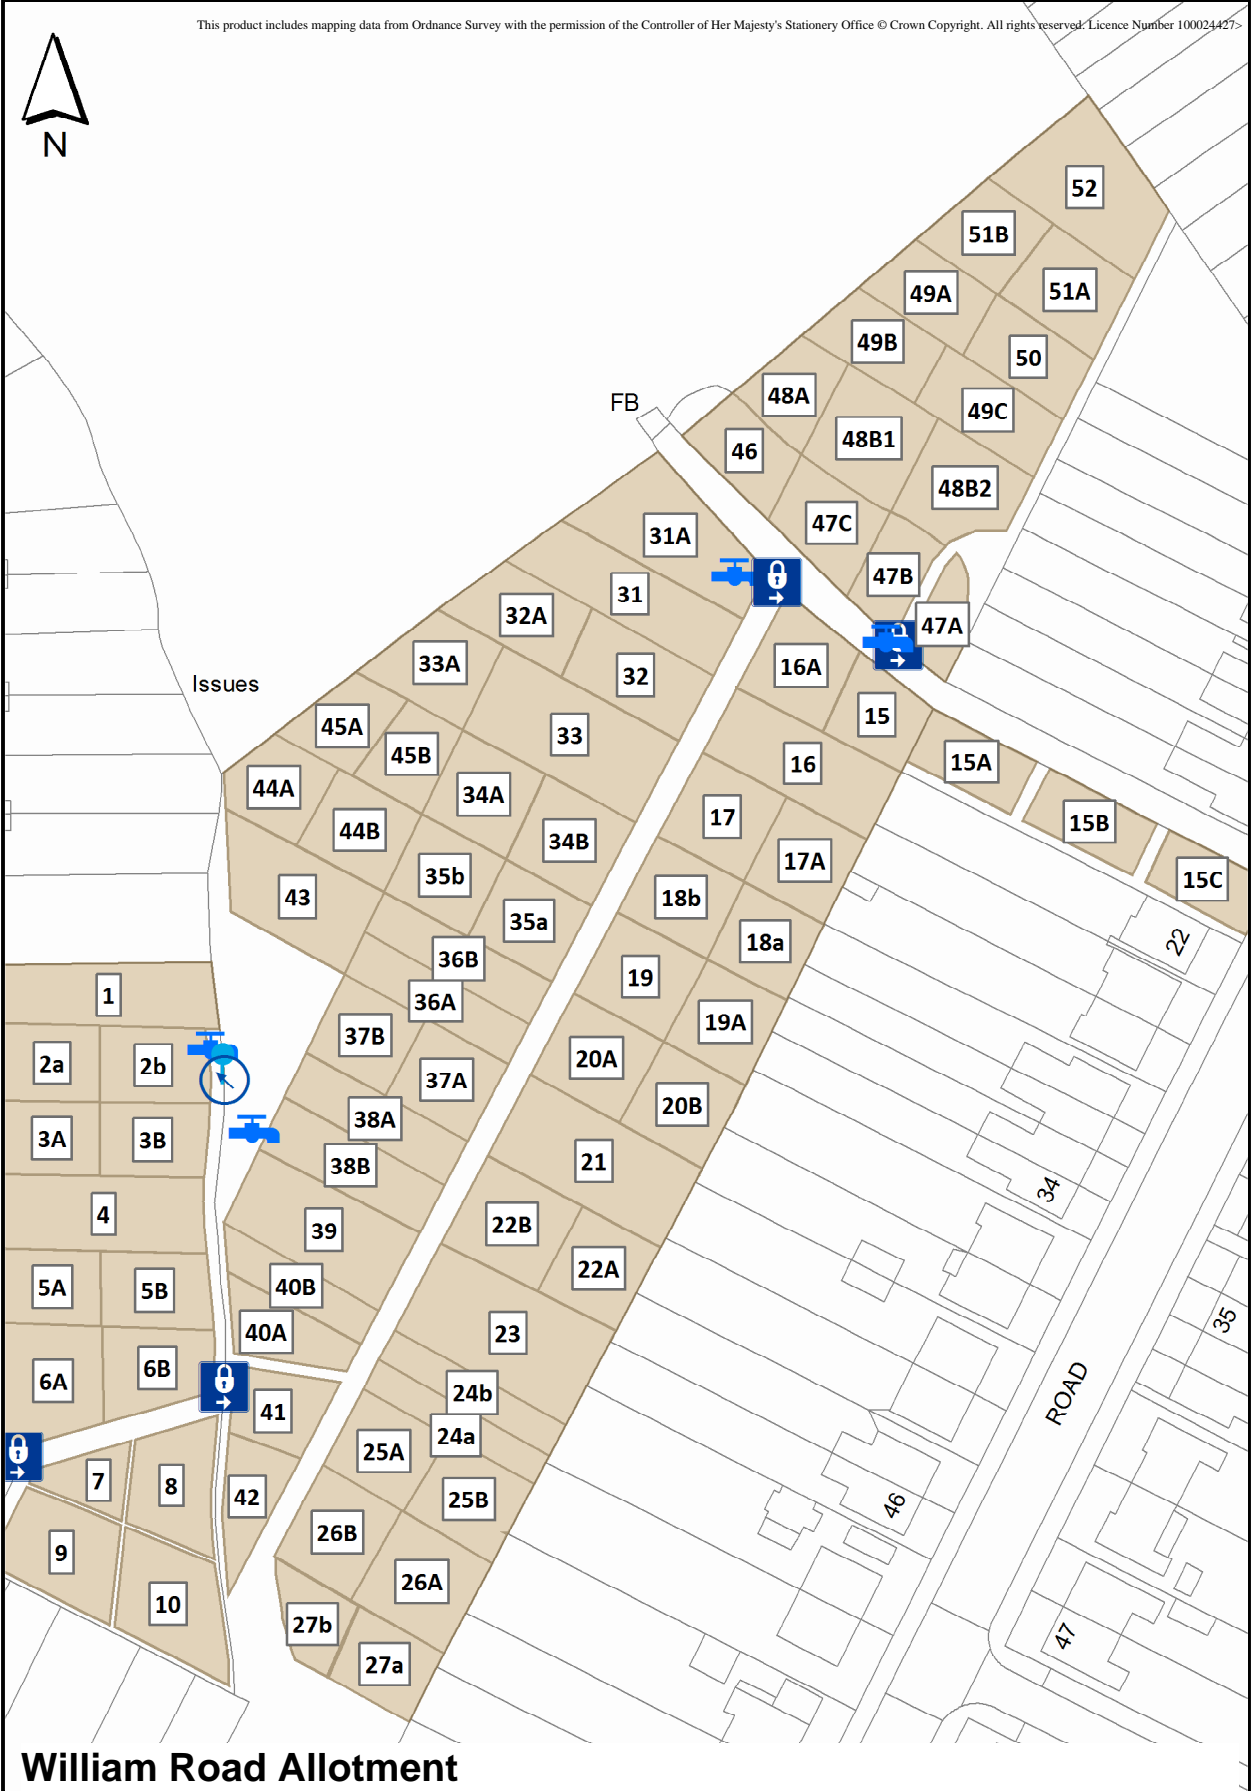 This product includes mapping data from Ordnance Survey with the permission of the Controller of Her Majesty's Stationery Office © Crown Copyright. All rights reserved. Licence Number 100024427>
N
52
51B
51A
49A
49B
50
48A
FB
49C
48B1
46
48B2
47C
31A
47B
31
32A
47A
33A
16A
32
Issues
15
45A
33
45B
15A
16
44A
34A
17
15B
44B
34B
17A
35b
15C
43
18b
35a
18a
22
36B
19
1
36A
19A
37B
20A
2a
2b
37A
20B
38A
3A
3B
21
38B
34
4
22B
39
22A
40B
5A
5B
35
40A
23
6B
6A
24b
ROAD
41
24a
25A
7
8
42
25B
46
26B
9
26A
10
27b
47
27a
William Road Allotment